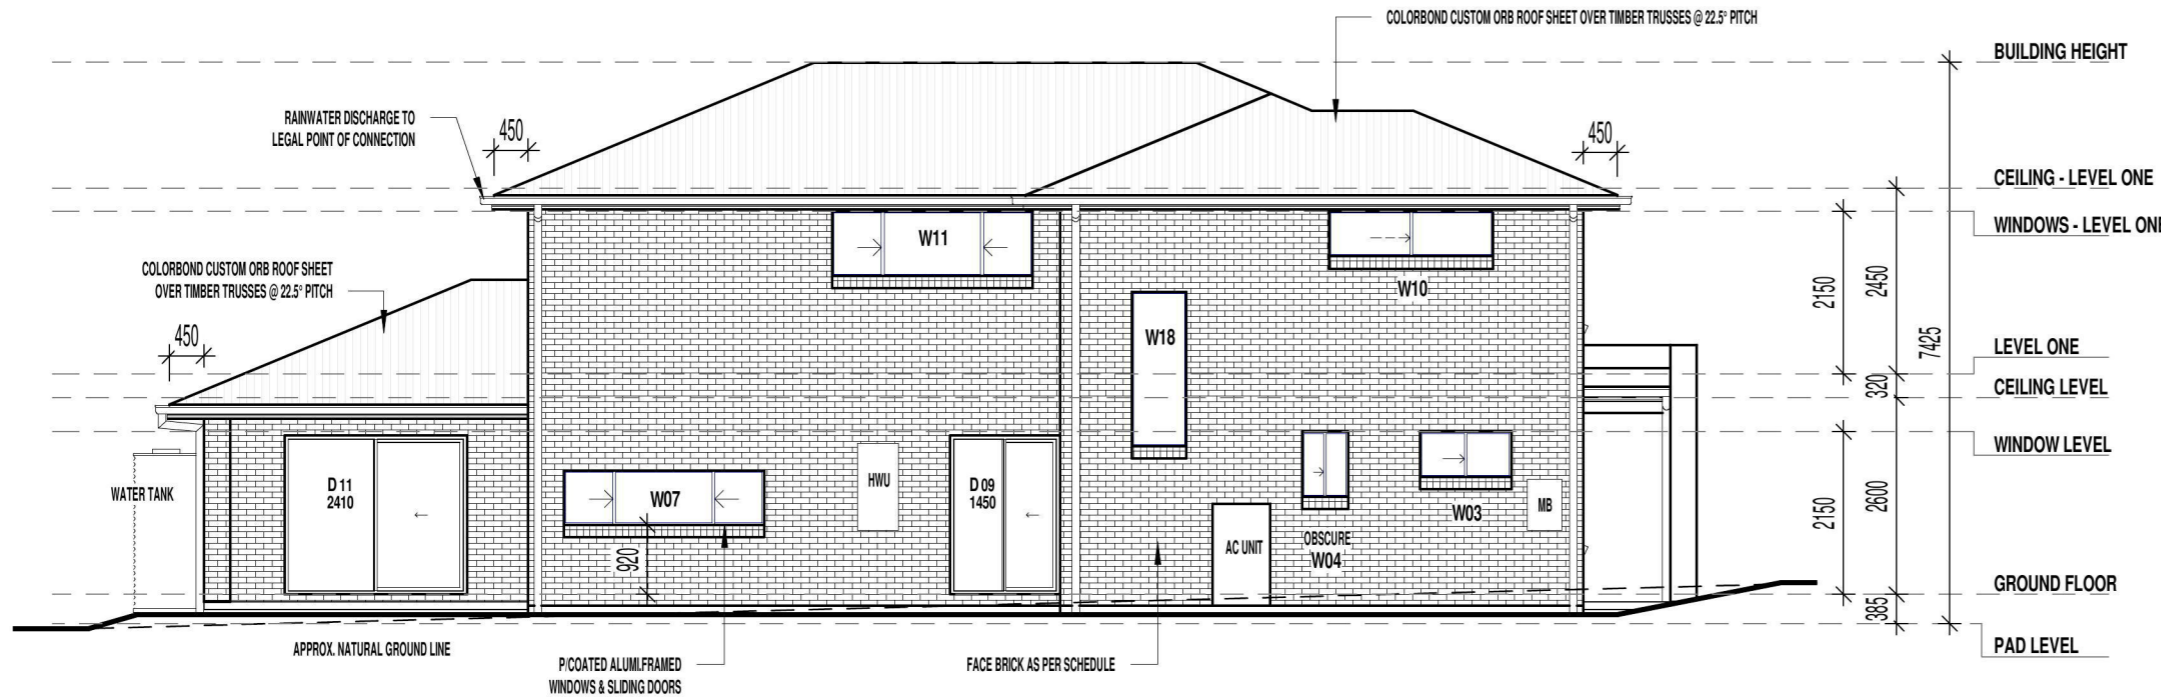 COLORBOND CUSTOM ORB ROOF SHEET OVER TIMBER TRUSSES @ 22.5° PITCH
BUILDING HEIGHT
RAINWATER DISCHARGE TO
LEGAL POINT OF CONNECTION
450
450
CEILING - LEVEL ONE
WINDOWS - LEVEL ONE
W11
W10
COLORBOND CUSTOM ORB ROOF SHEET
OVER TIMBER TRUSSES @ 22.5° PITCH
450
W18
2150
2450
7425
LEVEL ONE
320
CEILING LEVEL
WINDOW LEVEL
WATER TANK
D 11
2410
W07
HWU
D 09
1450
W03
MB
2150
2600
920
AC UNIT
OBSCURE
W04
GROUND FLOOR
385
PAD LEVEL
APPROX. NATURAL GROUND LINE
P/COATED ALUMI.FRAMED
WINDOWS & SLIDING DOORS
FACE BRICK AS PER SCHEDULE